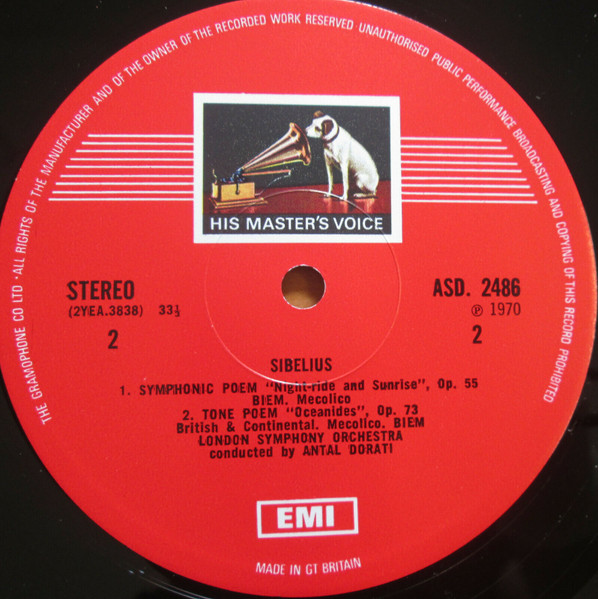 THE GRAMOPHONE CO LTD · ALL RIGHTS OF THE MANUFACTURER AND OF THE OWNER OF THE RECORDED WORK RESERVED · UNAUTHORISED PUBLIC PERFORMANCE BROADCASTING AND COPYING OF THIS RECORD PROHIBITED
HIS MASTER'S VOICE
STEREO
(2YEA.3838) 33⅓
2
ASD. 2486
℗ 1970
2
SIBELIUS
1. SYMPHONIC POEM "Night-ride and Sunrise", Op. 55
BIEM. Mecolico
2. TONE POEM "Oceanides", Op. 73
British & Continental. Mecolico. BIEM
LONDON SYMPHONY ORCHESTRA
conducted by ANTAL DORATI
EMI
MADE IN GT BRITAIN